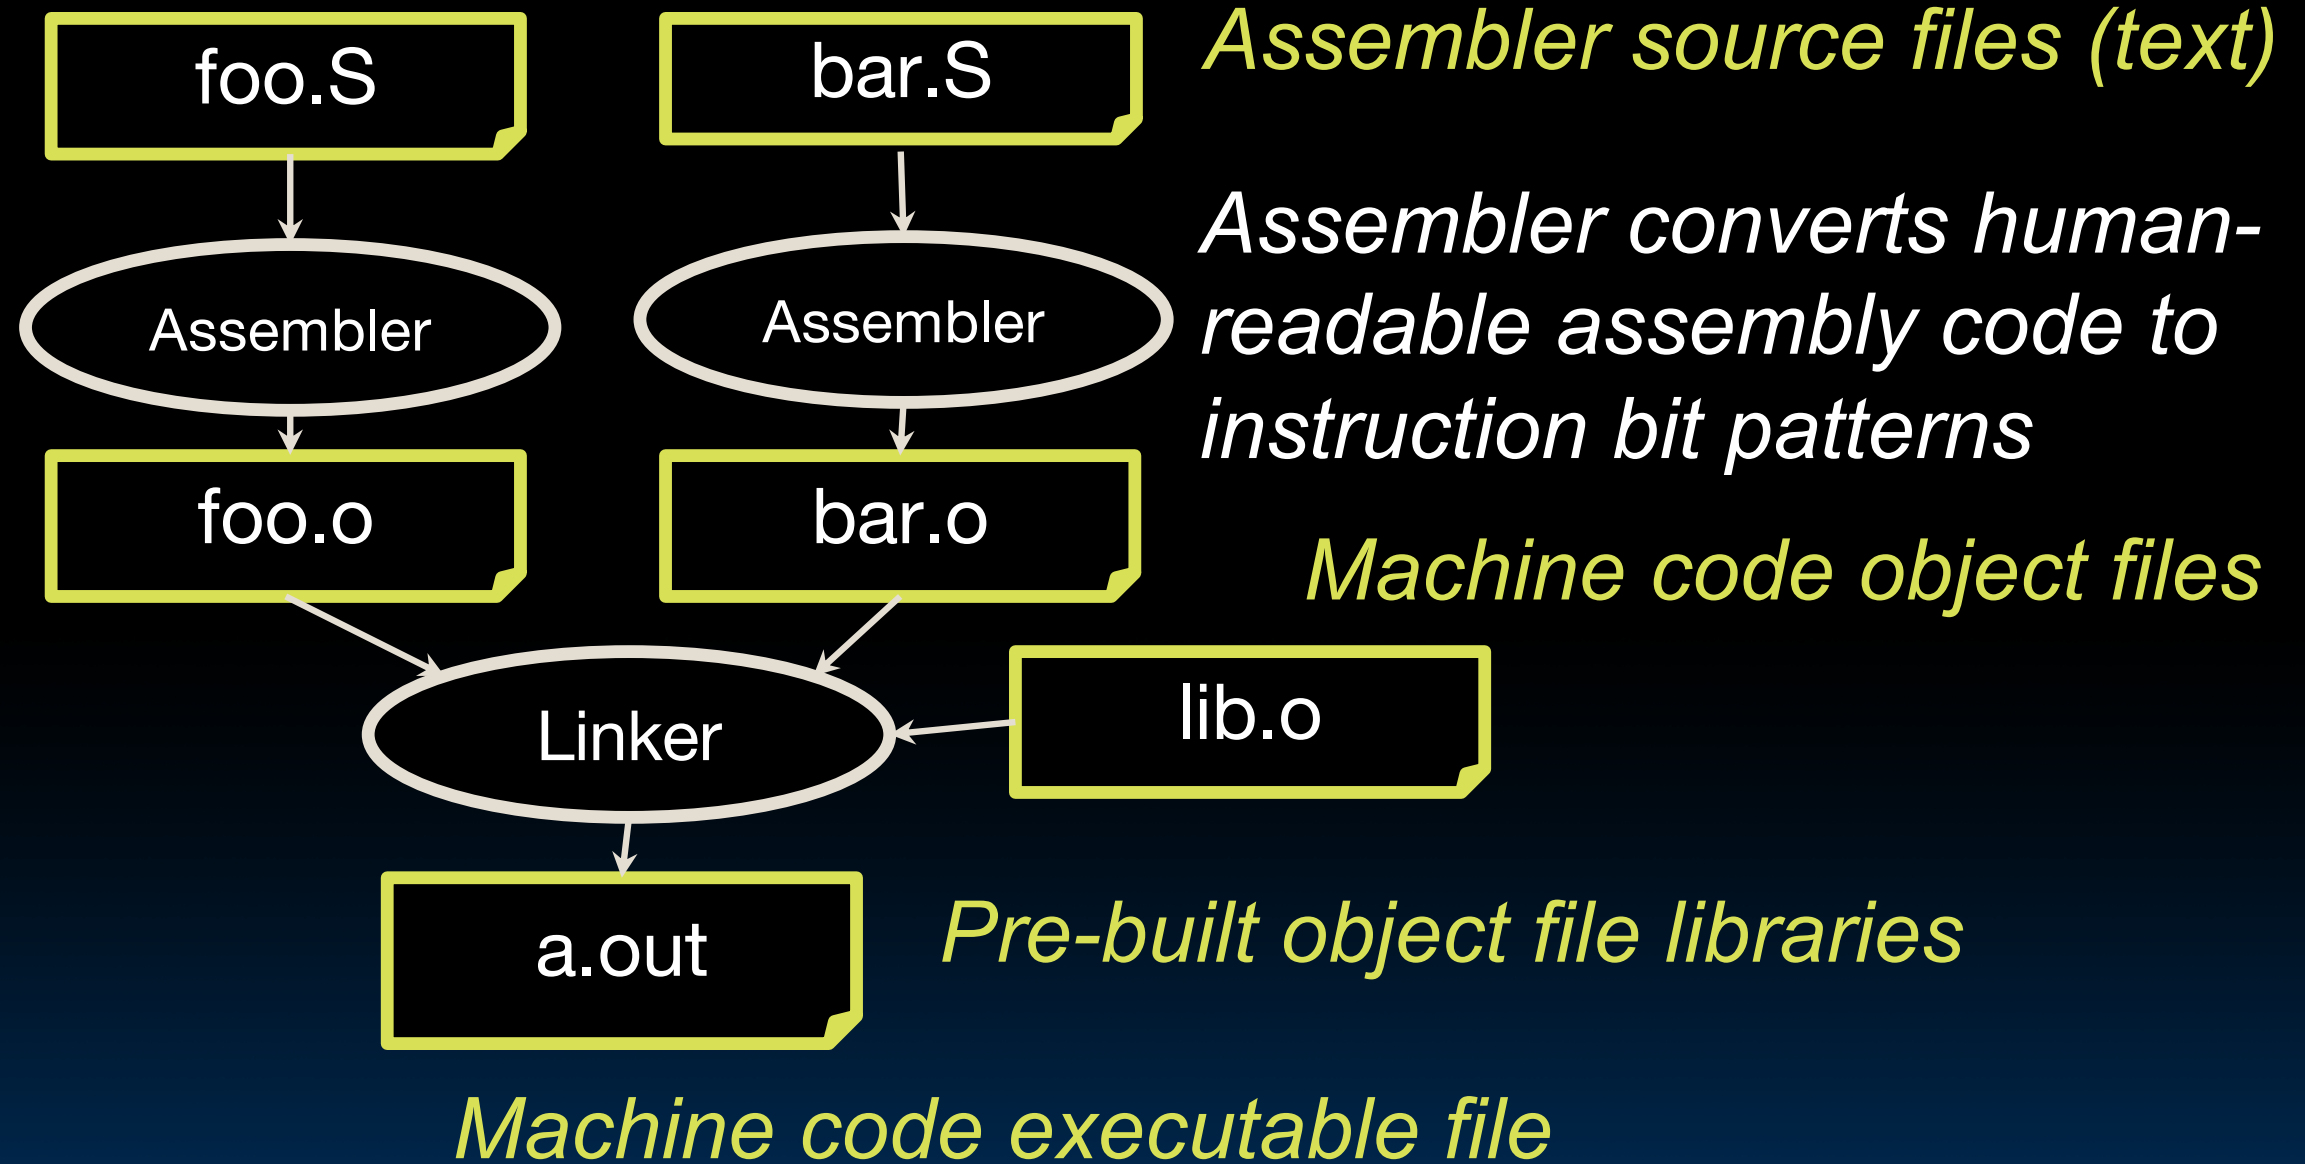 foo.S
bar.S
Assembler source files (text)
Assembler
Assembler
Assembler converts human-
readable assembly code to
instruction bit patterns
foo.o
bar.o
Machine code object files
Linker
lib.o
a.out
Pre-built object file libraries
Machine code executable file